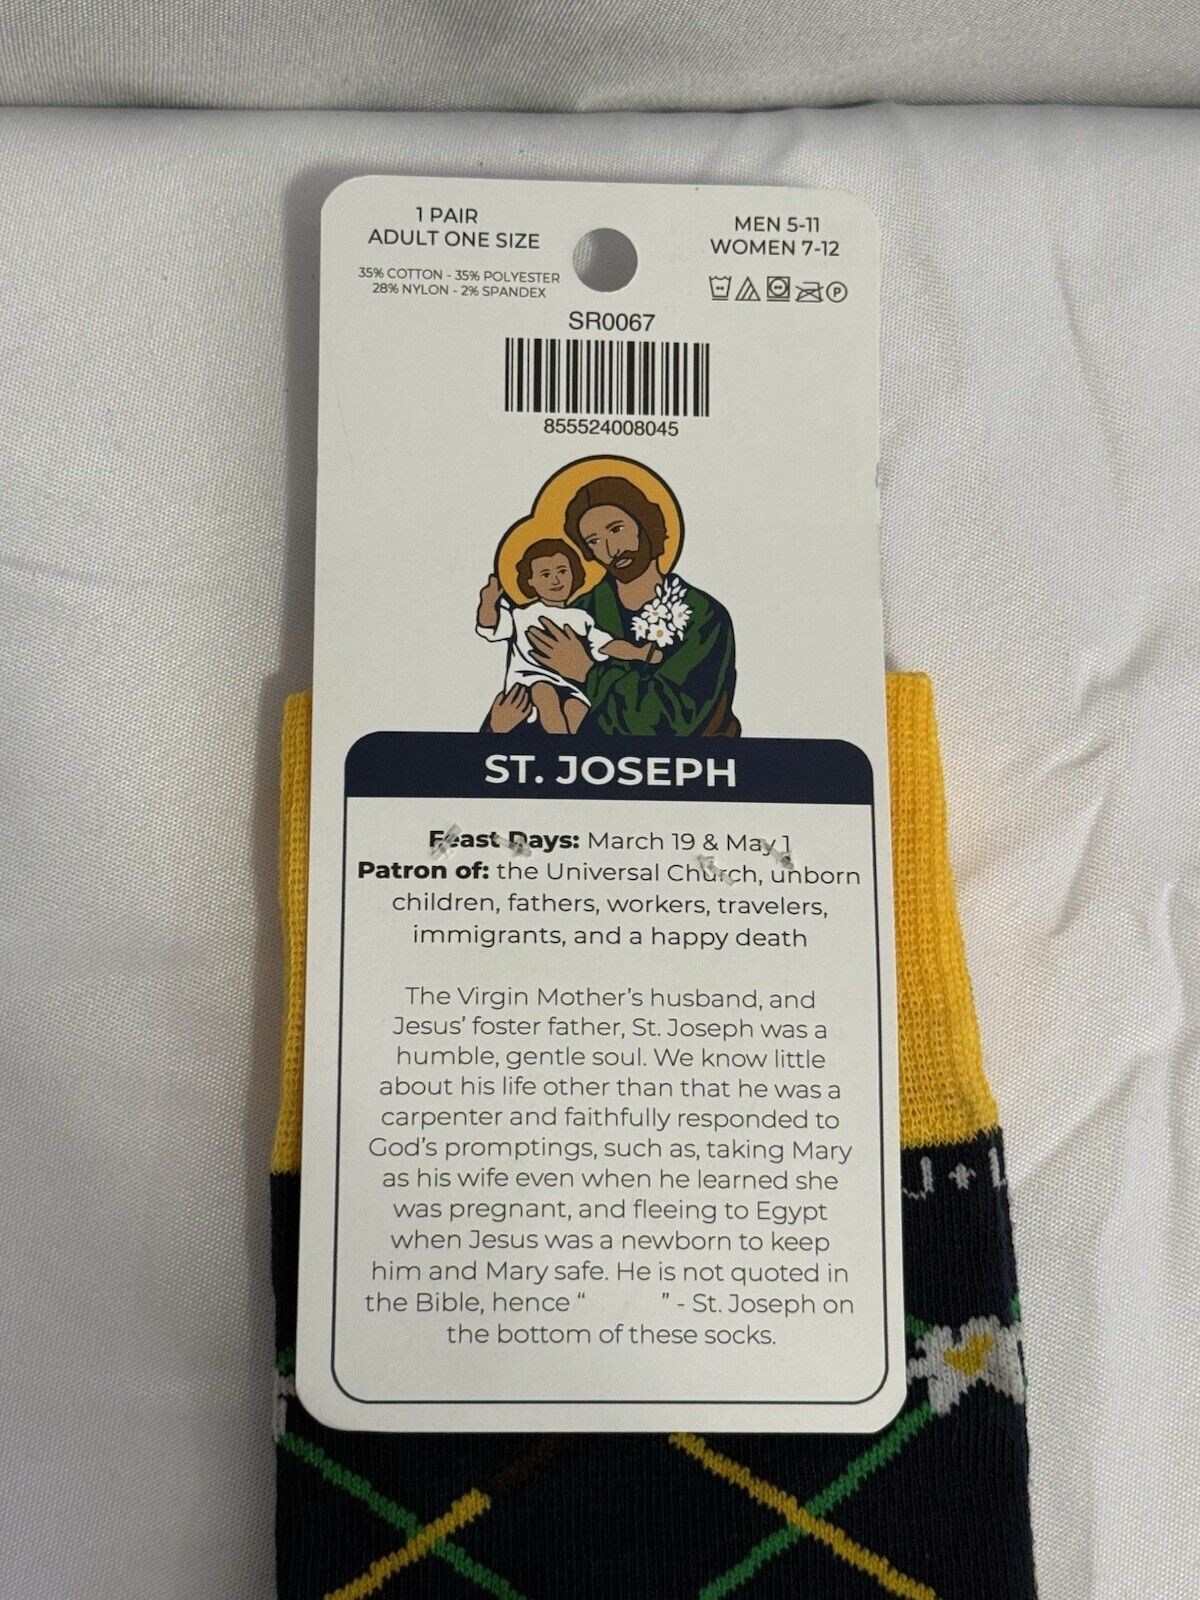 1 PAIR
ADULT ONE SIZE
35% COTTON - 35% POLYESTER
28% NYLON - 2% SPANDEX
MEN 5-11
WOMEN 7-12
P
SR0067
855524008045
ST. JOSEPH
Feast Days: March 19 & May 1
Patron of: the Universal Church, unborn
children, fathers, workers, travelers,
immigrants, and a happy death
The Virgin Mother's husband, and
Jesus' foster father, St. Joseph was a
humble, gentle soul. We know little
about his life other than that he was a
carpenter and faithfully responded to
God's promptings, such as, taking Mary
as his wife even when he learned she
was pregnant, and fleeing to Egypt
when Jesus was a newborn to keep
him and Mary safe. He is not quoted in
the Bible, hence “ ” - St. Joseph on
the bottom of these socks.